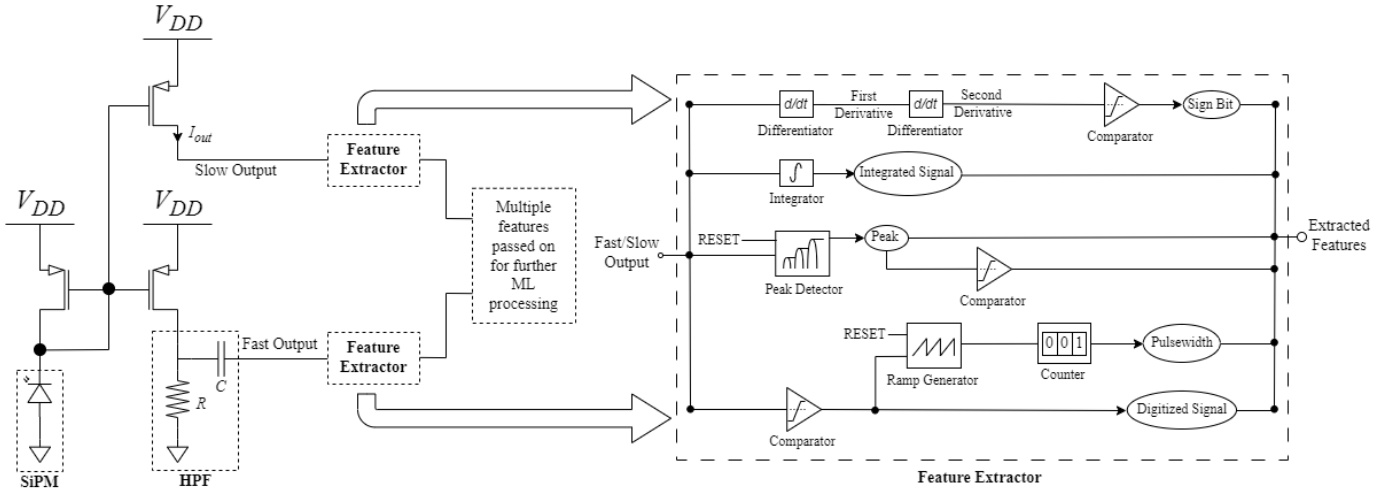 V_DD
I_out
Slow Output
Feature
Extractor
V_DD
V_DD
Multiple
features
passed on
for further
ML
processing
Fast Output
C
R
Feature
Extractor
SiPM
HPF
d/dt
First
Derivative
d/dt
Second
Derivative
Differentiator
Differentiator
Comparator
Sign Bit
∫
Integrator
Integrated Signal
Fast/Slow
Output
RESET
Peak Detector
Peak
Comparator
Extracted
Features
RESET
Ramp Generator
0 0 1
Counter
Pulsewidth
Comparator
Digitized Signal
Feature Extractor